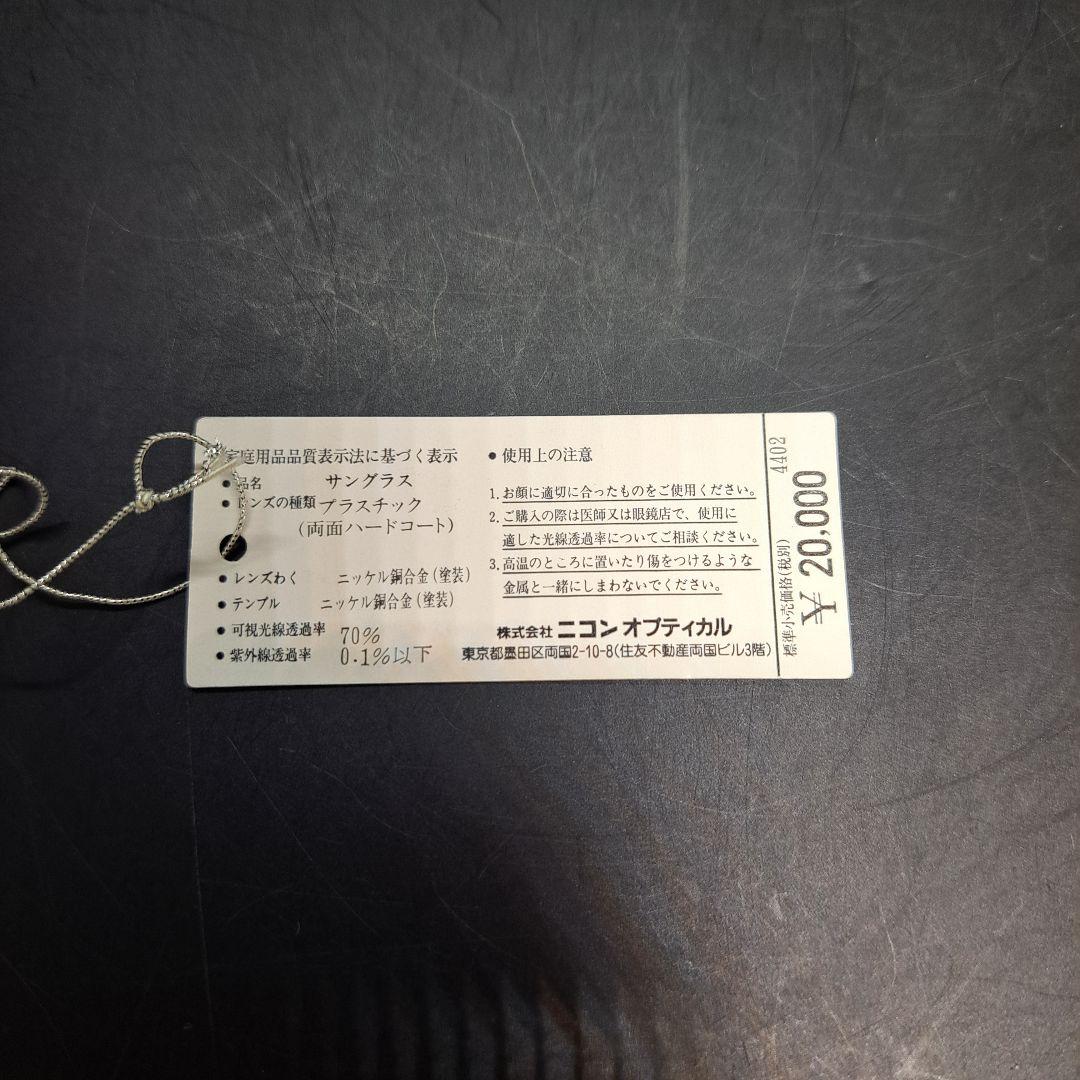 家庭用品品質表示法に基づく表示
● 品名 サングラス
● レンズの種類 プラスチック
(両面ハードコート)
● レンズわく ニッケル銅合金(塗装)
● テンプル ニッケル銅合金(塗装)
● 可視光線透過率 70%
● 紫外線透過率 0.1%以下
● 使用上の注意
1. お顔に適切に合ったものをご使用ください。
2. ご購入の際は医師又は眼鏡店で、使用に
適した光線透過率についてご相談ください。
3. 高温のところに置いたり傷をつけるような
金属と一緒にしまわないでください。
株式会社 ニコン オプティカル
東京都墨田区両国2-10-8(住友不動産両国ビル3階)
4402
標準小売価格(税別)
¥ 20,000